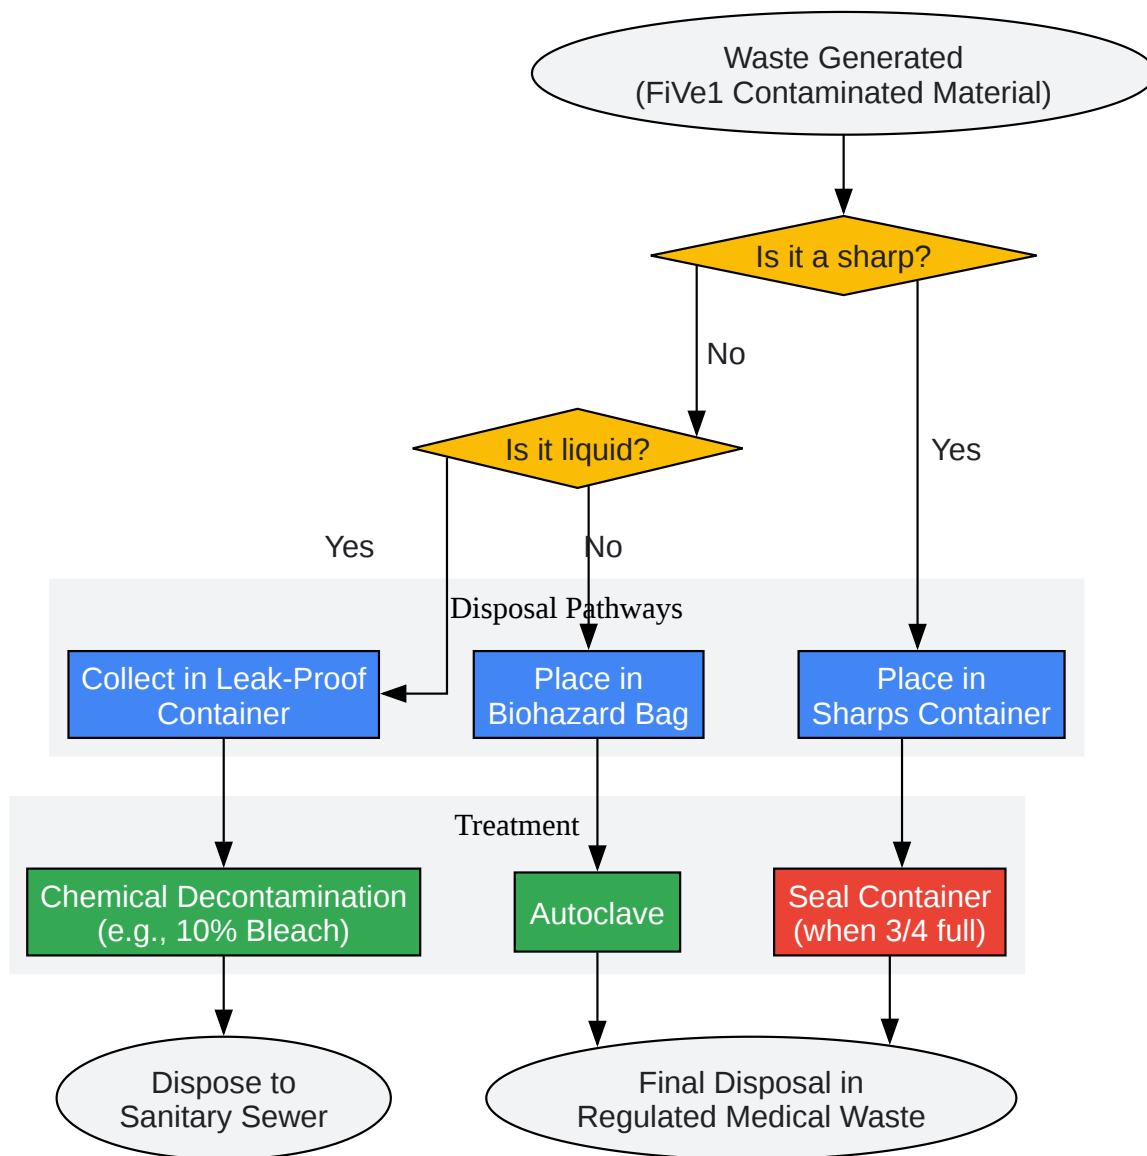 Waste Generated
(FiVe1 Contaminated Material)
Is it a sharp?
No
Is it liquid?
Yes
Yes
No
Disposal Pathways
Collect in Leak-Proof
Container
Place in
Biohazard Bag
Place in
Sharps Container
Treatment
Chemical Decontamination
(e.g., 10% Bleach)
Autoclave
Seal Container
(when 3/4 full)
Dispose to
Sanitary Sewer
Final Disposal in
Regulated Medical Waste